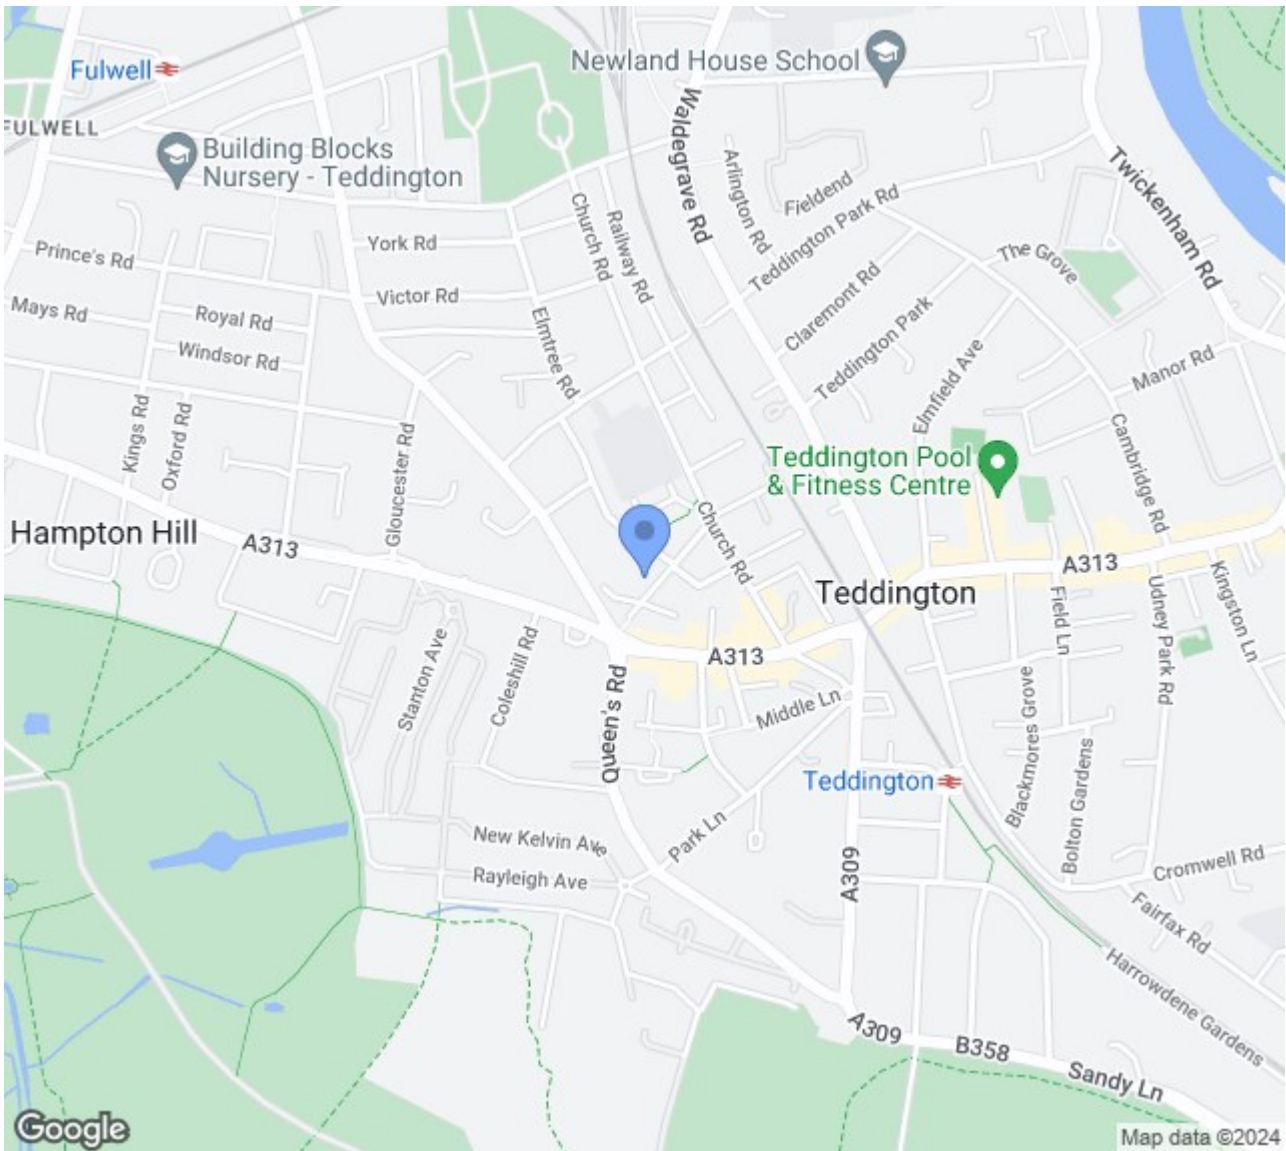 Newland House School
Fulwell
FULWELL
Building Blocks
Nursery - Teddington
Waldegrave Rd
Arlington Rd
Fieldend
Teddington Park Rd
Twickenham Rd
Church Rd
Railway Rd
York Rd
Prince's Rd
The Grove
Claremont Rd
Victor Rd
Mays Rd
Royal Rd
Elmtree Rd
Teddington Park
Windsor Rd
Elmfield Ave
Manor Rd
Kings Rd
Oxford Rd
Gloucester Rd
Cambridge Rd
Teddington Pool
& Fitness Centre
Hampton Hill
A313
Church Rd
A313
Teddington
Field Ln
Udney Park Rd
Kingston Ln
Stanton Ave
Coleshill Rd
A313
Queen's Rd
Middle Ln
Blackmores Grove
Bolton Gardens
Teddington
Park Ln
New Kelvin Ave
Rayleigh Ave
A309
Cromwell Rd
Fairfax Rd
Harrowdene Gardens
A309
B358
Sandy Ln
Google
Map data ©2024